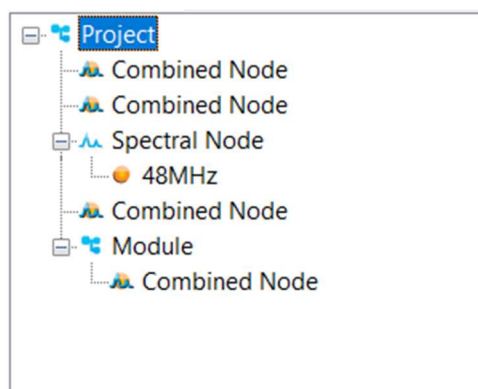 Project
Combined Node
Combined Node
Spectral Node
48MHz
Combined Node
Module
Combined Node